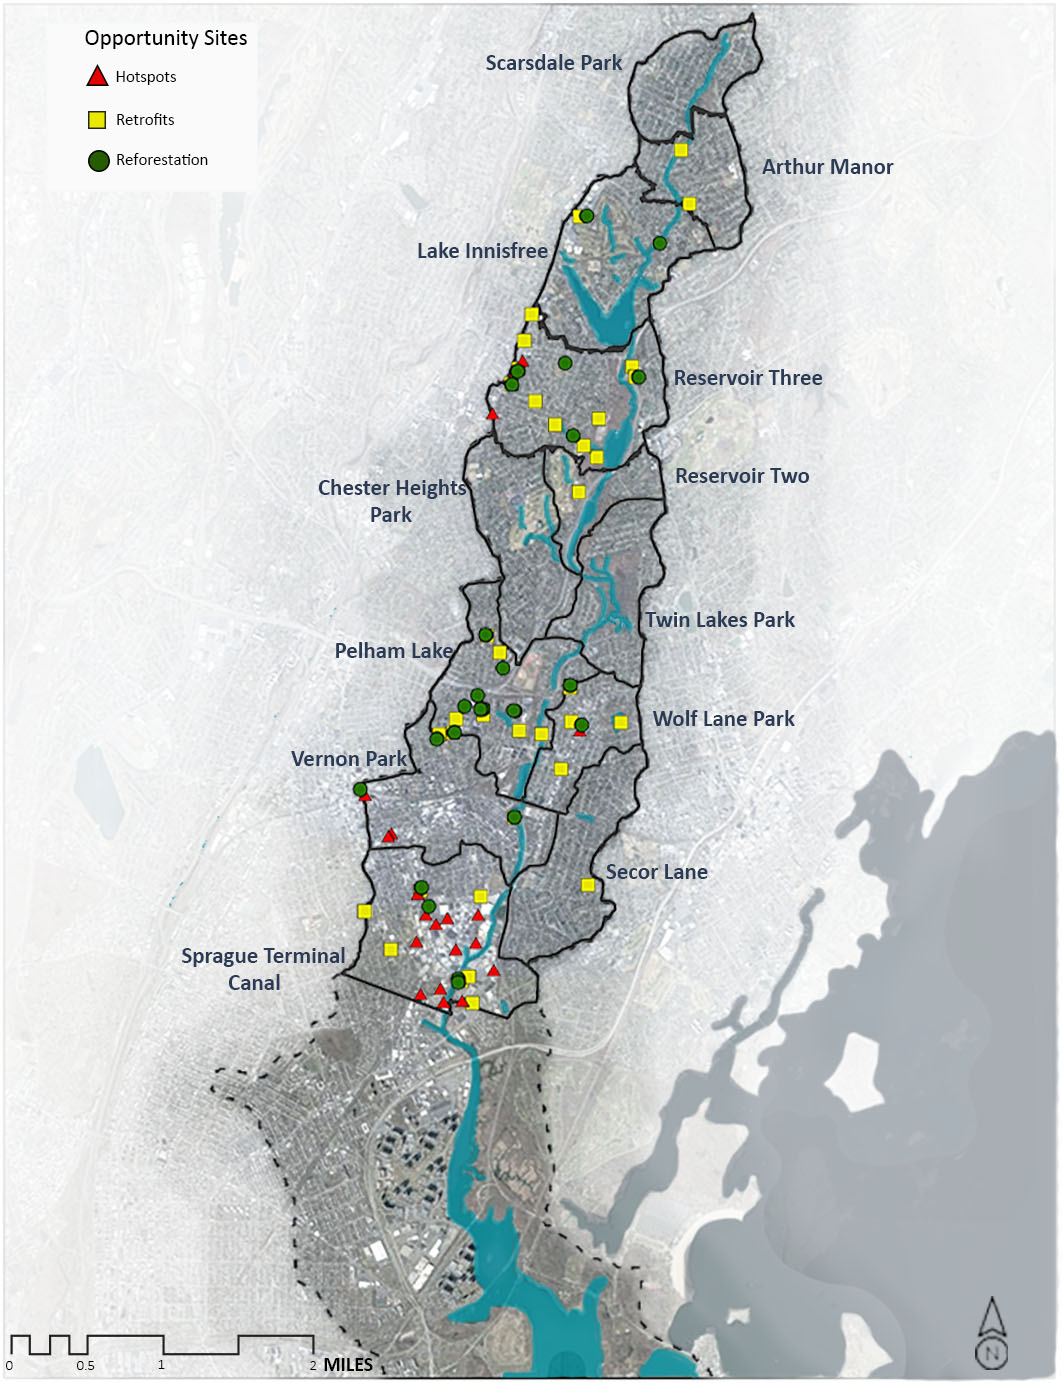 Opportunity Sites
Hotspots
Retrofits
Reforestation
Scarsdale Park
Arthur Manor
Lake Innisfree
Reservoir Three
Reservoir Two
Chester Heights
Park
Twin Lakes Park
Pelham Lake
Wolf Lane Park
Vernon Park
Secor Lane
Sprague Terminal
Canal
0 0.5 1 2 MILES
N